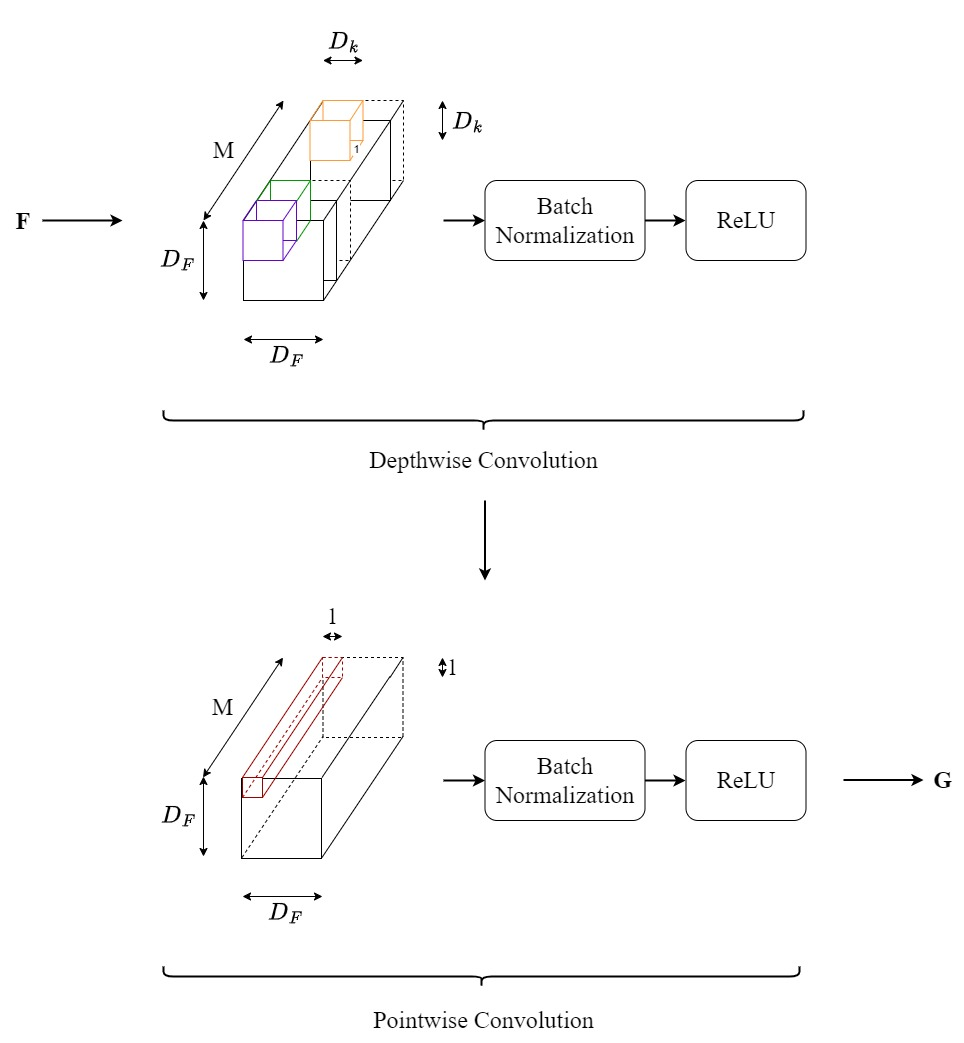 D_k
D_k
M
1
F
D_F
D_F
Batch
Normalization
ReLU
Depthwise Convolution
1
1
M
D_F
D_F
Batch
Normalization
ReLU
G
Pointwise Convolution